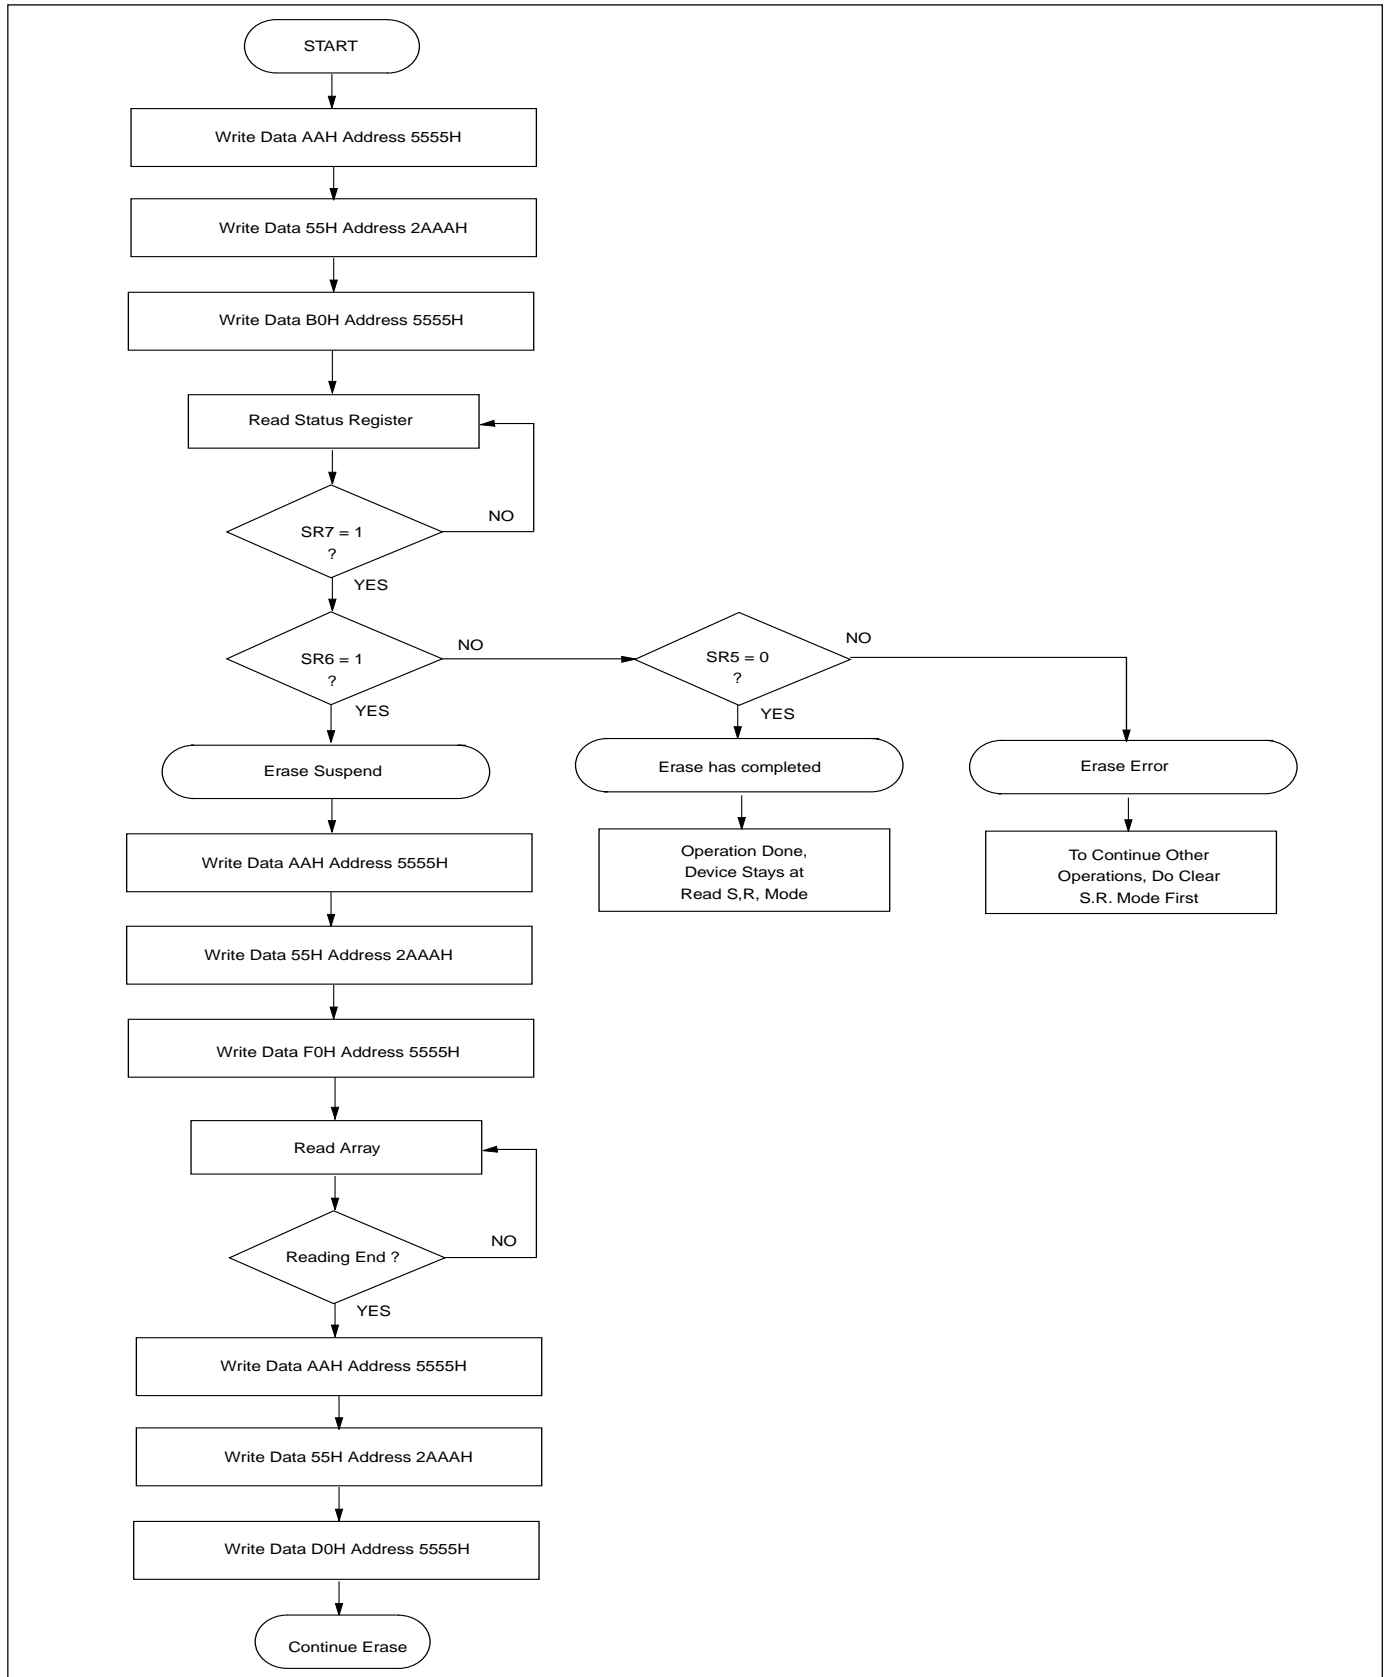 START
Write Data AAH Address 5555H
Write Data 55H Address 2AAAH
Write Data B0H Address 5555H
Read Status Register
NO
SR7 = 1
?
YES
NO
SR6 = 1
?
YES
NO
SR5 = 0
?
YES
Erase Suspend
Erase has completed
Erase Error
Write Data AAH Address 5555H
Operation Done,
Device Stays at
Read S,R, Mode
To Continue Other
Operations, Do Clear
S.R. Mode First
Write Data 55H Address 2AAAH
Write Data F0H Address 5555H
Read Array
NO
Reading End ?
YES
Write Data AAH Address 5555H
Write Data 55H Address 2AAAH
Write Data D0H Address 5555H
Continue Erase